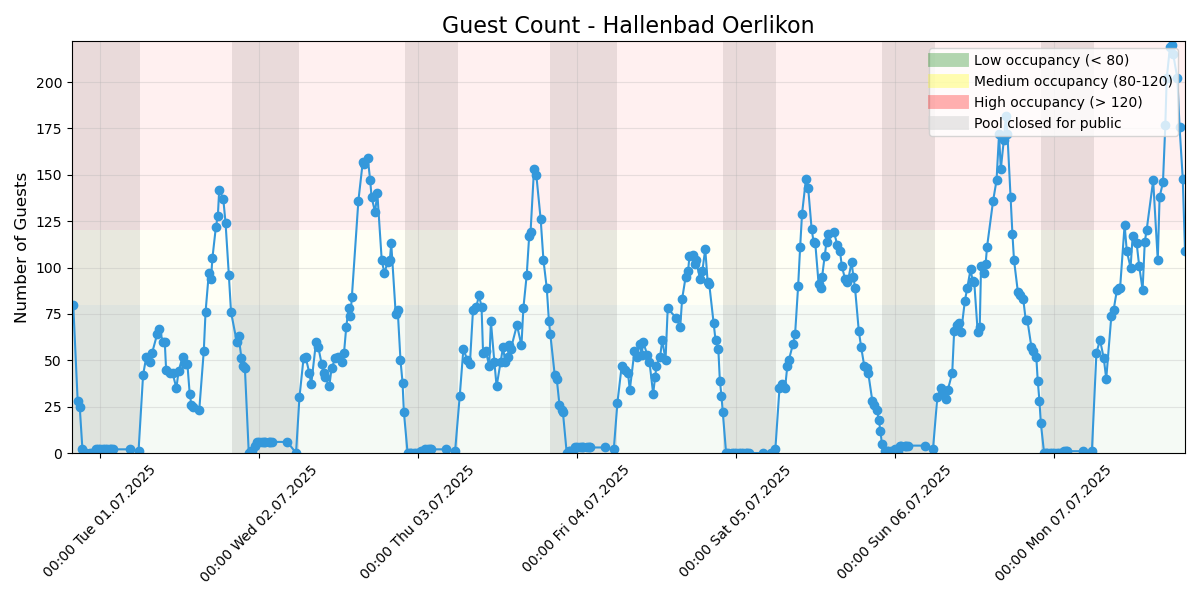 Guest Count - Hallenbad Oerlikon
Low occupancy (< 80)
Medium occupancy (80-120)
High occupancy (> 120)
Pool closed for public
Number of Guests
200
175
150
125
100
75
50
25
0
00:00 Tue 01.07.2025
00:00 Wed 02.07.2025
00:00 Thu 03.07.2025
00:00 Fri 04.07.2025
00:00 Sat 05.07.2025
00:00 Sun 06.07.2025
00:00 Mon 07.07.2025